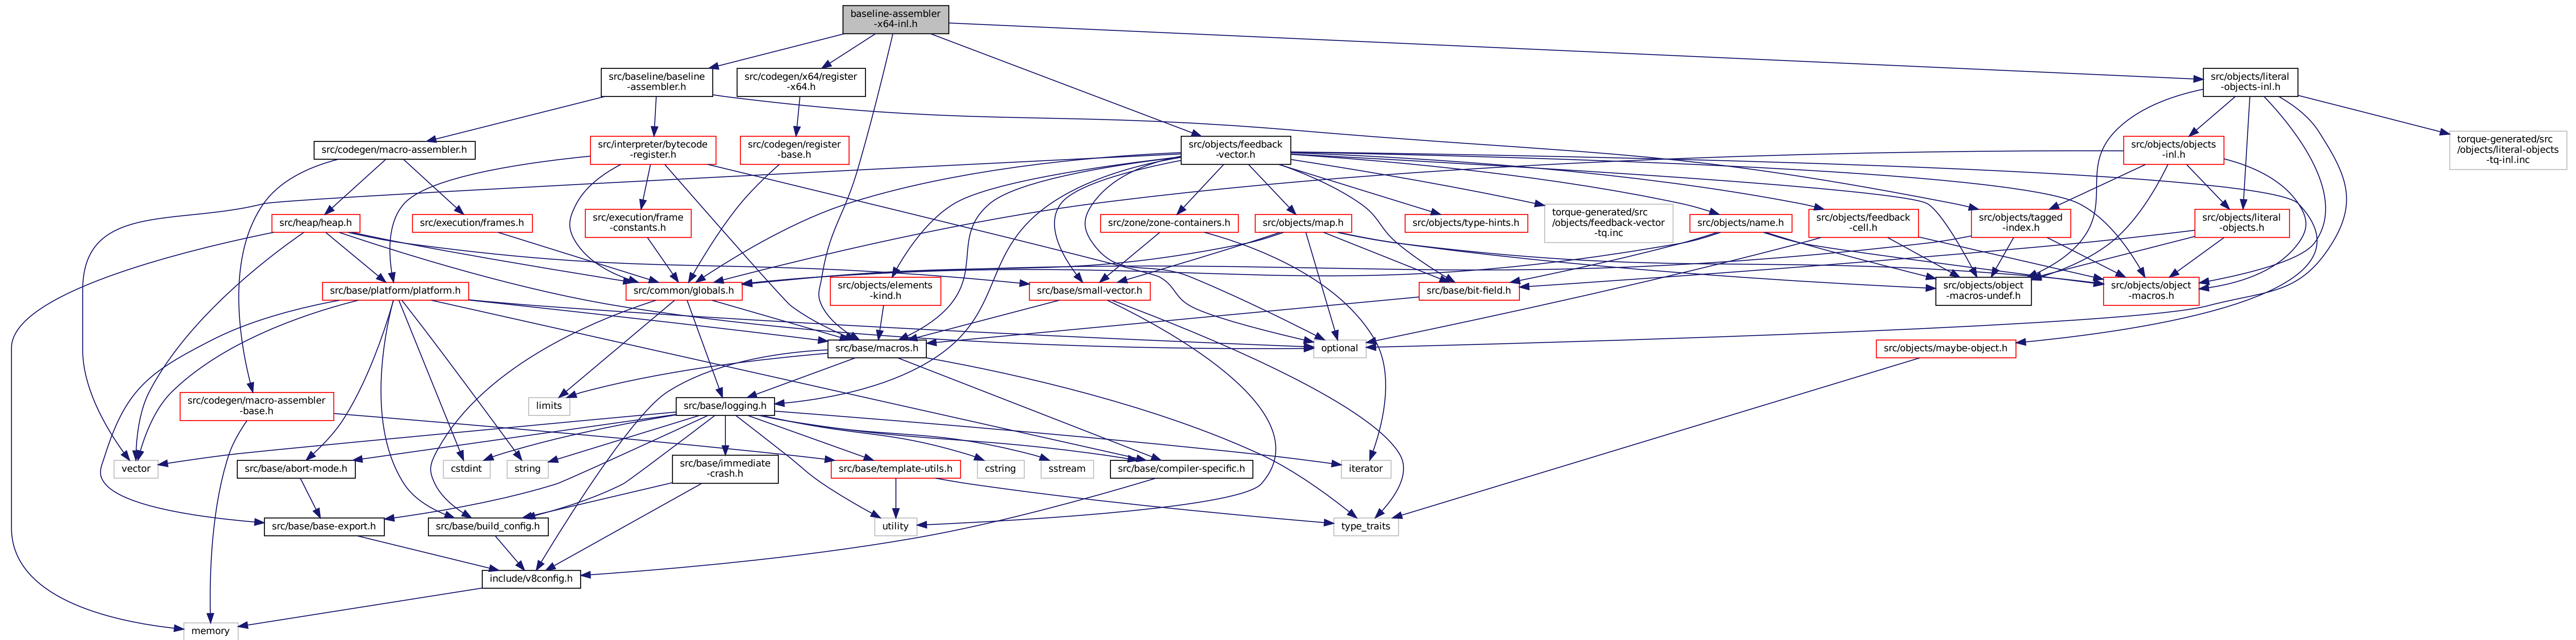 baseline-assembler
-x64-inl.h
src/baseline/baseline
-assembler.h
src/codegen/x64/register
-x64.h
src/objects/literal
-objects-inl.h
src/codegen/macro-assembler.h
src/interpreter/bytecode
-register.h
src/codegen/register
-base.h
src/objects/feedback
-vector.h
src/objects/objects
-inl.h
torque-generated/src
/objects/literal-objects
-tq-inl.inc
src/heap/heap.h
src/execution/frames.h
src/execution/frame
-constants.h
src/zone/zone-containers.h
src/objects/map.h
src/objects/type-hints.h
torque-generated/src
/objects/feedback-vector
-tq.inc
src/objects/name.h
src/objects/feedback
-cell.h
src/objects/tagged
-index.h
src/objects/literal
-objects.h
src/base/platform/platform.h
src/common/globals.h
src/objects/elements
-kind.h
src/base/small-vector.h
src/base/bit-field.h
src/objects/object
-macros-undef.h
src/objects/object
-macros.h
src/base/macros.h
optional
src/objects/maybe-object.h
src/codegen/macro-assembler
-base.h
limits
src/base/logging.h
vector
src/base/abort-mode.h
cstdint
string
src/base/immediate
-crash.h
src/base/template-utils.h
cstring
sstream
src/base/compiler-specific.h
iterator
src/base/base-export.h
src/base/build_config.h
utility
type_traits
include/v8config.h
memory